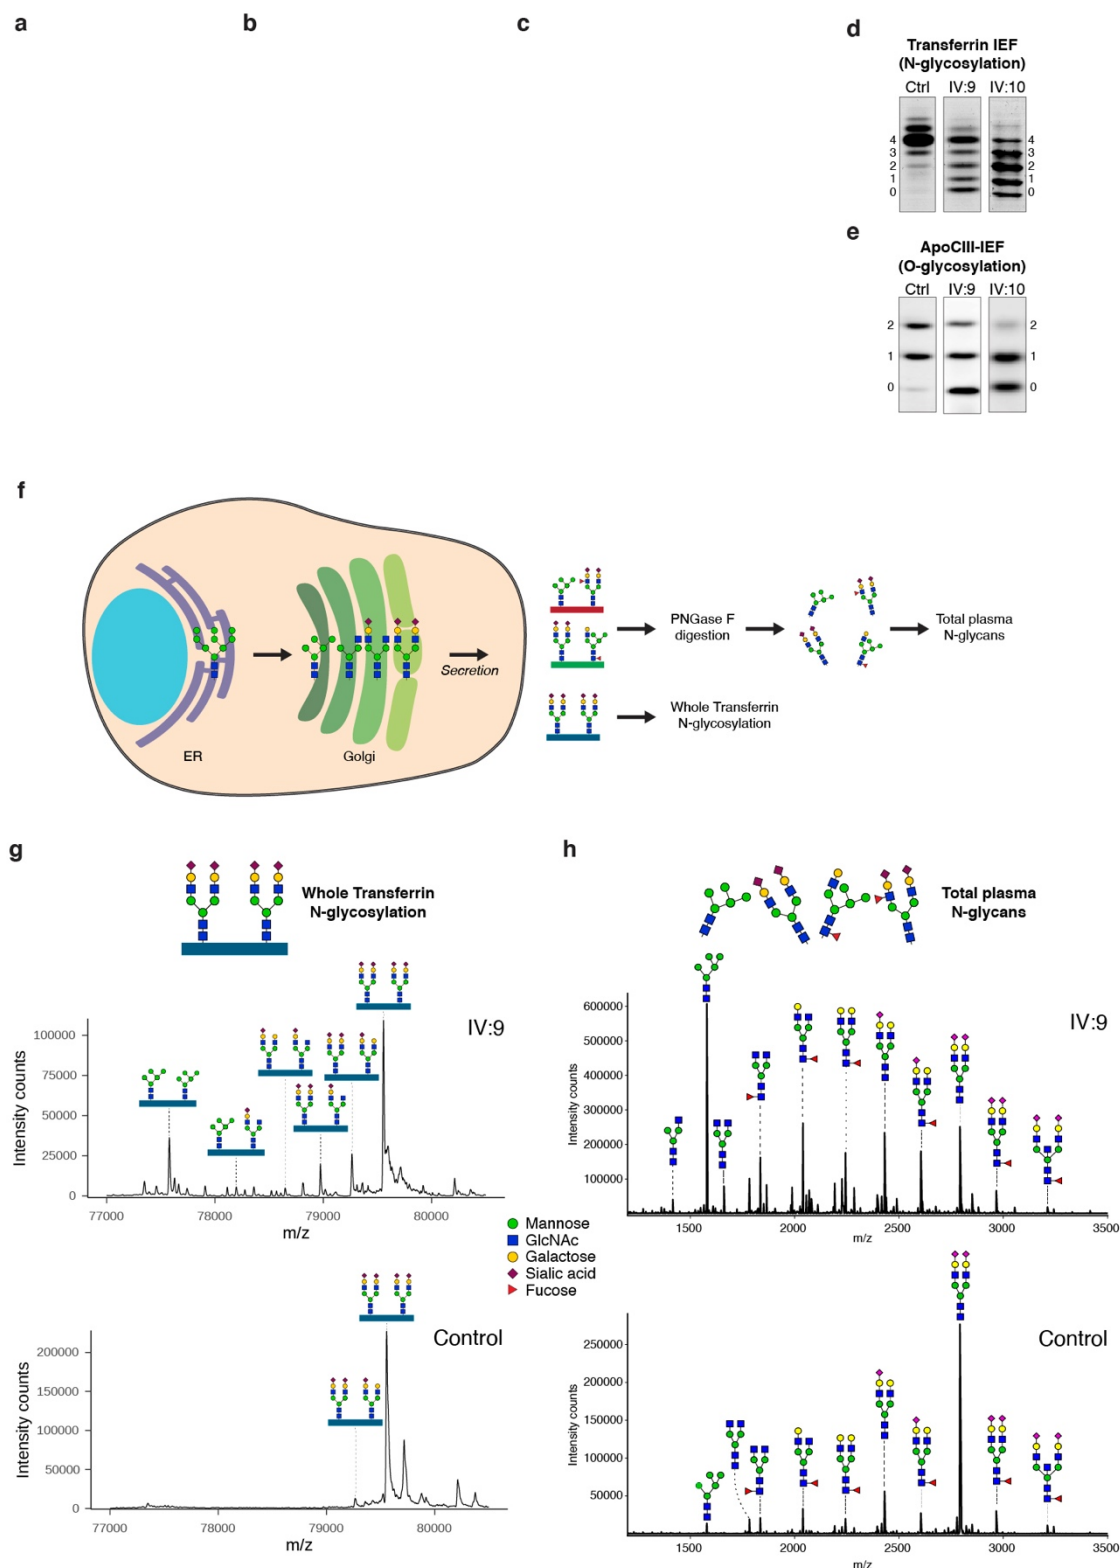 a
b
c
d
Transferrin IEF
(N-glycosylation)
Ctrl IV:9 IV:10
4 4
3 3
2 2
1 1
0 0
e
ApoCIII-IEF
(O-glycosylation)
Ctrl IV:9 IV:10
2 2
1 1
0 0
f
ER
Golgi
Secretion
PNGase F
digestion
Total plasma
N-glycans
Whole Transferrin
N-glycosylation
g
Whole Transferrin
N-glycosylation
IV:9
Intensity counts
100000
75000
50000
25000
0
77000 78000 79000 80000
m/z
Mannose
GlcNAc
Galactose
Sialic acid
Fucose
Control
Intensity counts
200000
150000
100000
50000
0
77000 78000 79000 80000
m/z
h
Total plasma
N-glycans
IV:9
Intensity counts
600000
500000
400000
300000
200000
100000
1500 2000 2500 3000 3500
m/z
Control
Intensity counts
250000
200000
150000
100000
50000
1500 2000 2500 3000 3500
m/z